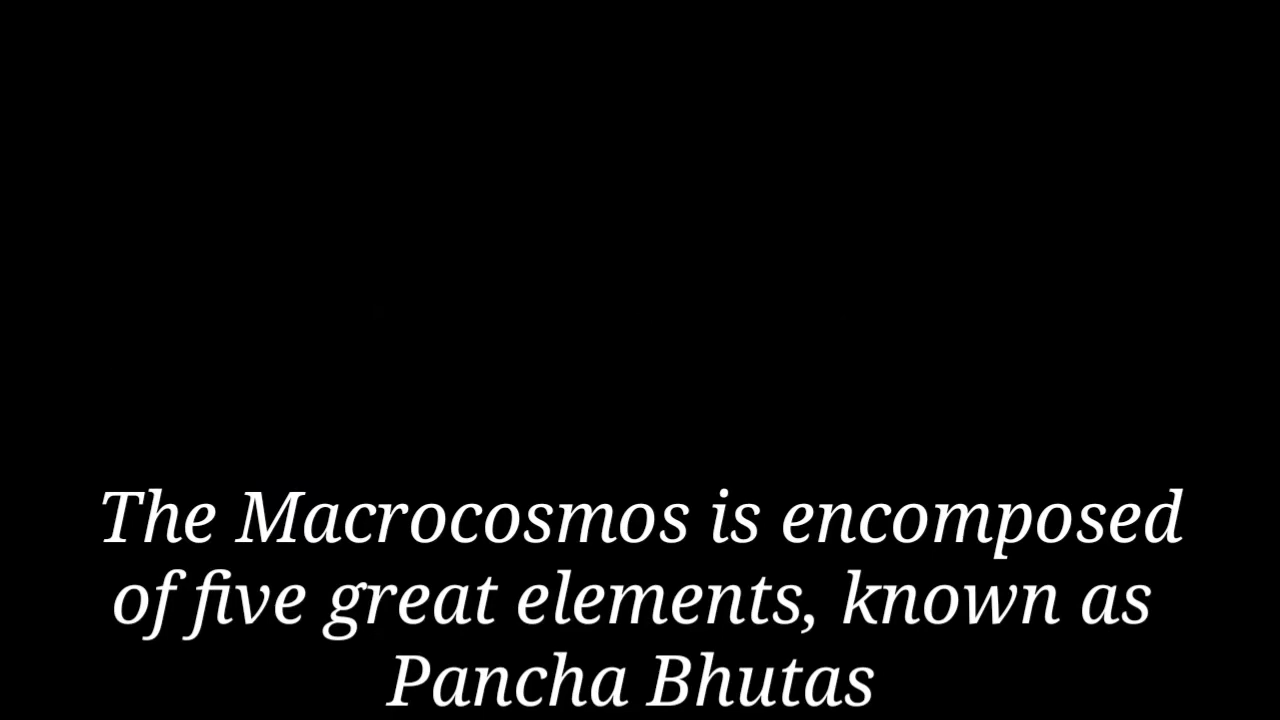 The Macrocosmos is encomposed
of five great elements, known as
Pancha Bhutas